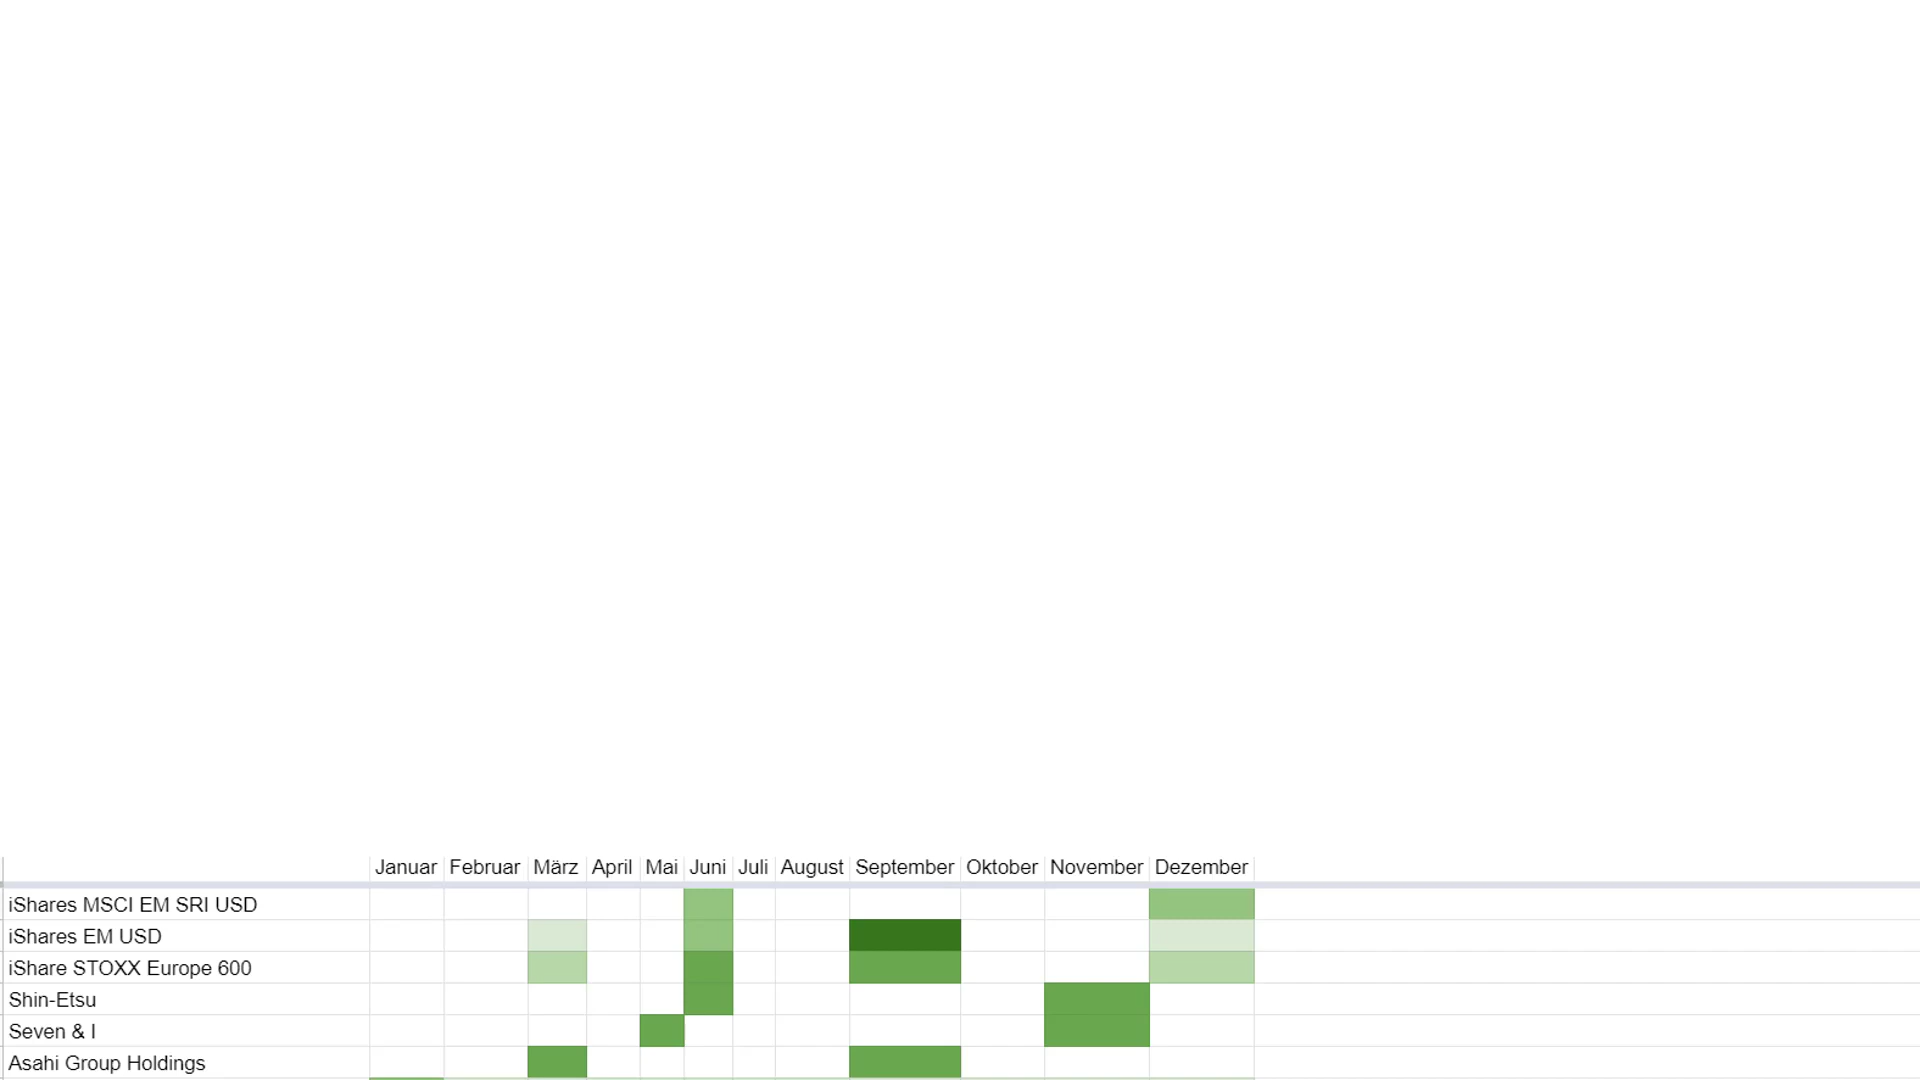 Januar Februar März April Mai Juni Juli August September Oktober November Dezember
iShares MSCI EM SRI USD
iShares EM USD
iShare STOXX Europe 600
Shin-Etsu
Seven & I
Asahi Group Holdings